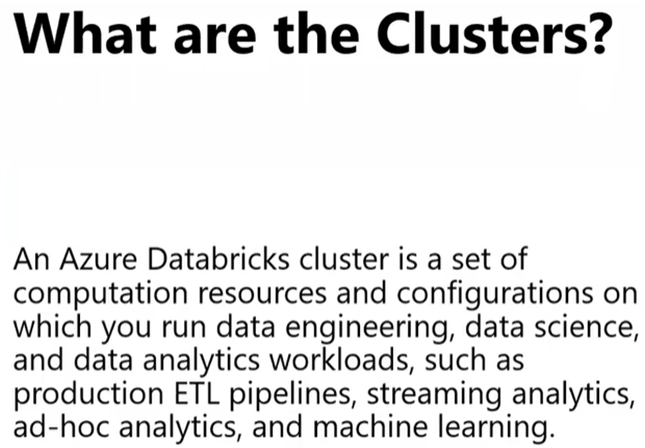 What are the Clusters?
An Azure Databricks cluster is a set of
computation resources and configurations on
which you run data engineering, data science,
and data analytics workloads, such as
production ETL pipelines, streaming analytics,
ad-hoc analytics, and machine learning.